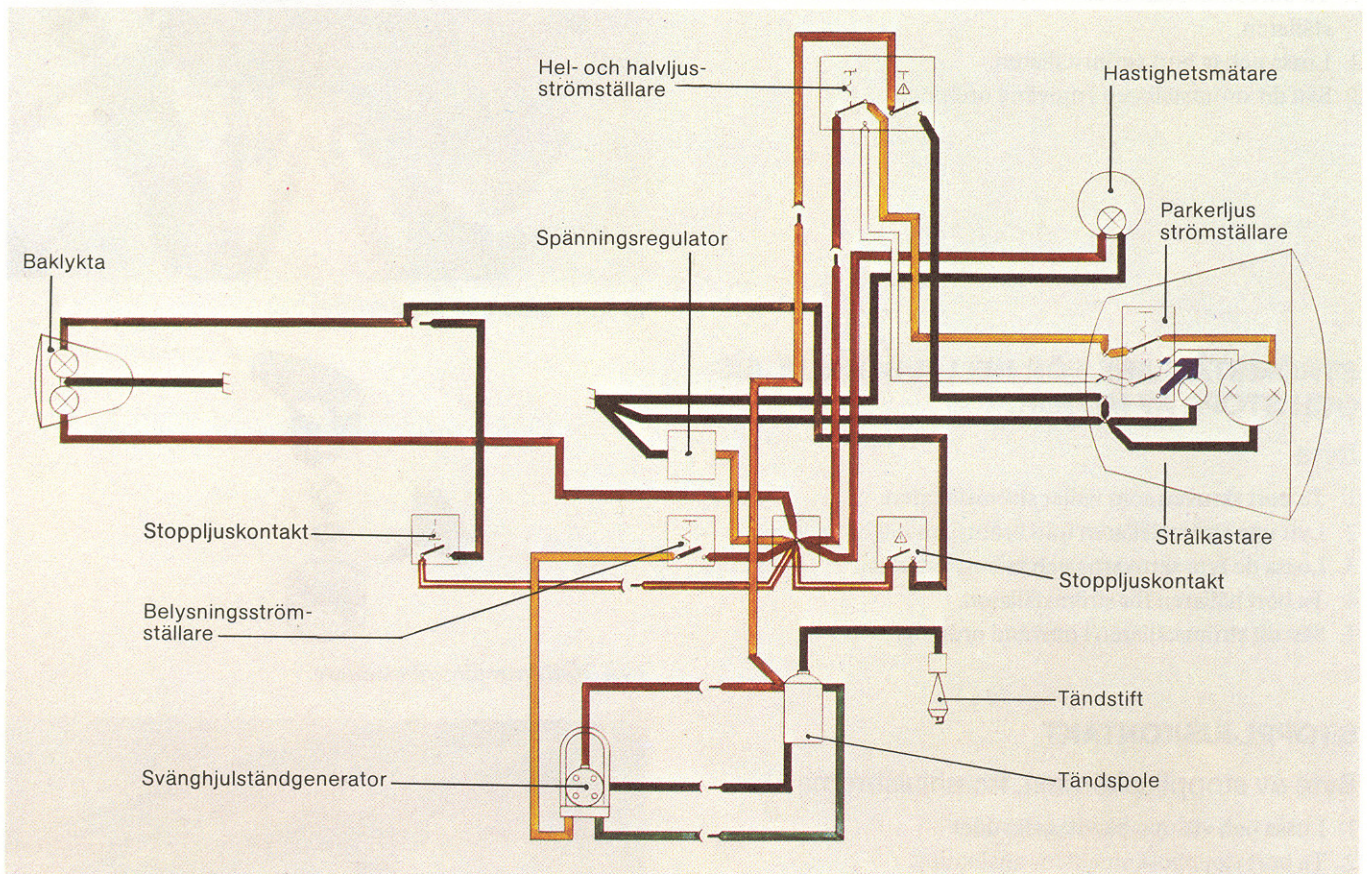 Hel- och halvljus-
strömställare
Hastighetsmätare
Parkerljus
strömställare
Spänningsregulator
Baklykta
Stoppljuskontakt
Strålkastare
Stoppljuskontakt
Belysningsström-
ställare
Tändstift
Svänghjulständgenerator
Tändspole